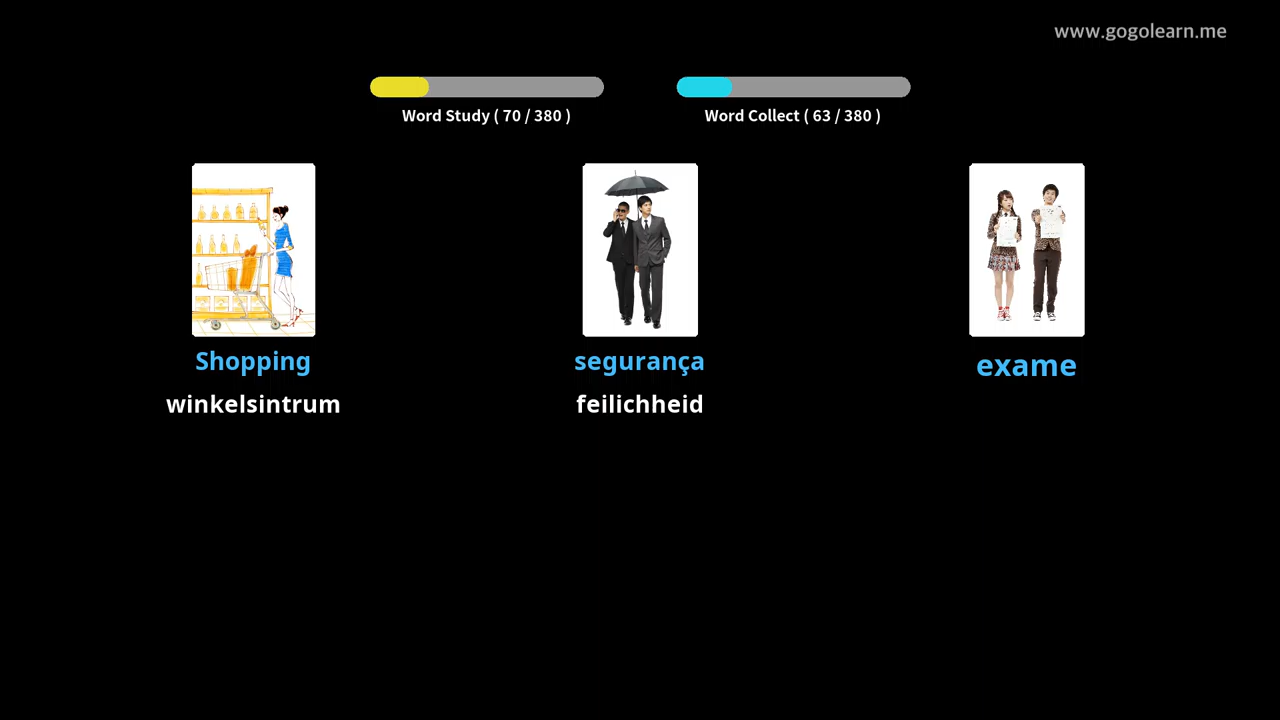 www.gogolearn.me
Word Study ( 70 / 380 )
Word Collect ( 63 / 380 )
Shopping
segurança
exame
winkelsintrum
feilichheid